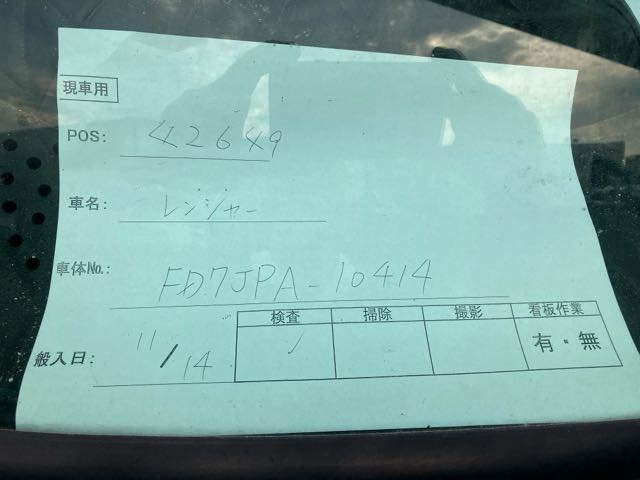 現車用
POS: 42649
車名: レンジャー
車体No.: FD7JPA-10414
検査 掃除 撮影 看板作業
般入日: 11/14 ✓ 有・無